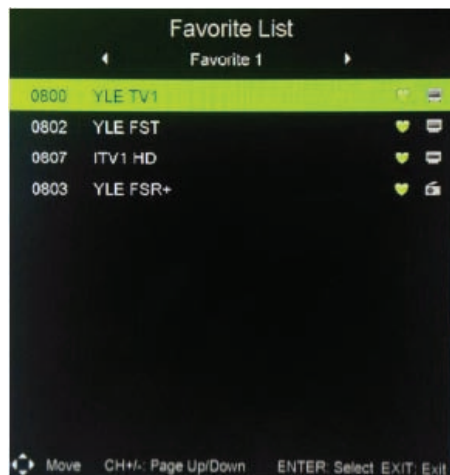 Favorite List
Favorite 1
0800 YLE TV1
0802 YLE FST
0807 ITV1 HD
0803 YLE FSR+
Move CH+/-: Page Up/Down ENTER: Select EXIT: Exit